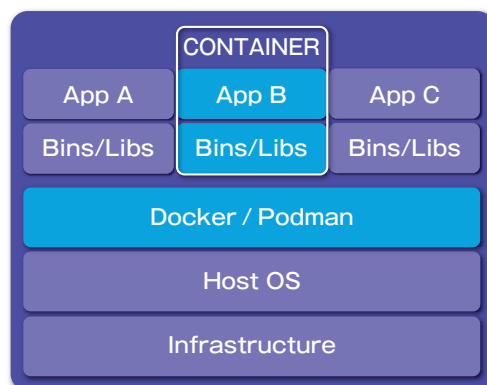 CONTAINER
App A App B App C
Bins/Libs Bins/Libs Bins/Libs
Docker / Podman
Host OS
Infrastructure